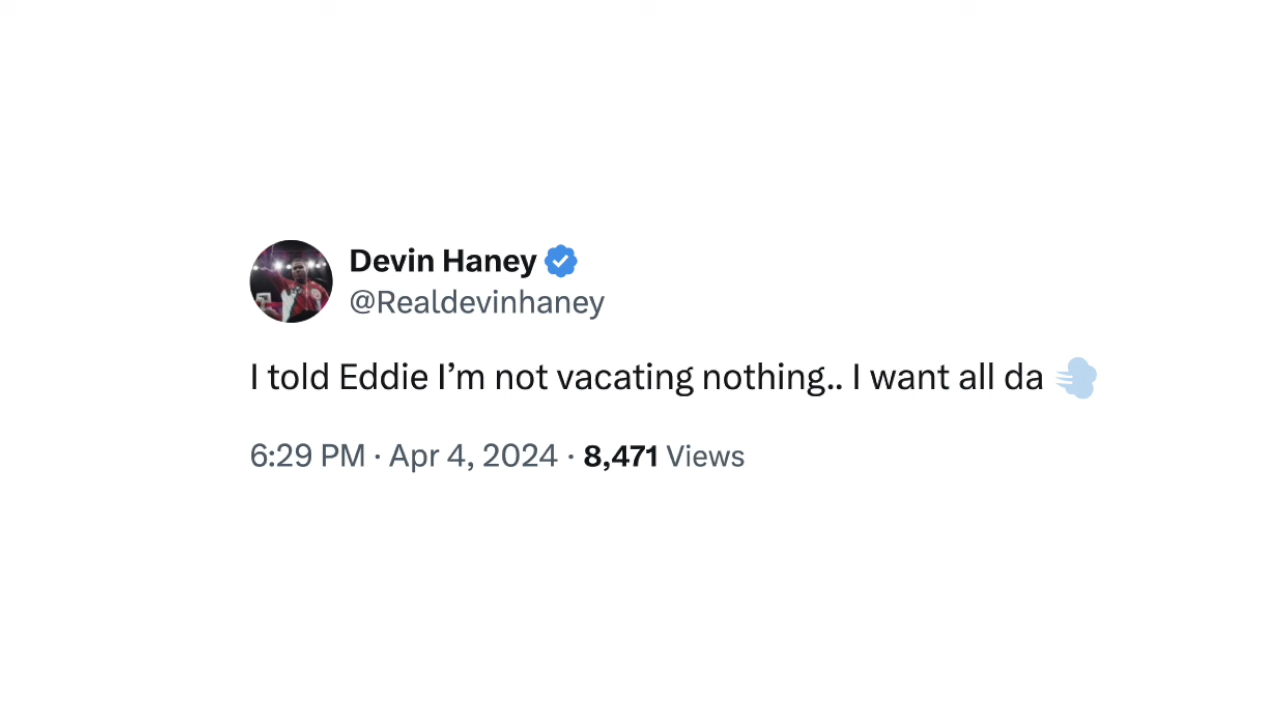 Devin Haney
@Realdevinhaney
I told Eddie I’m not vacating nothing.. I want all da 💨
6:29 PM · Apr 4, 2024 · 8,471 Views